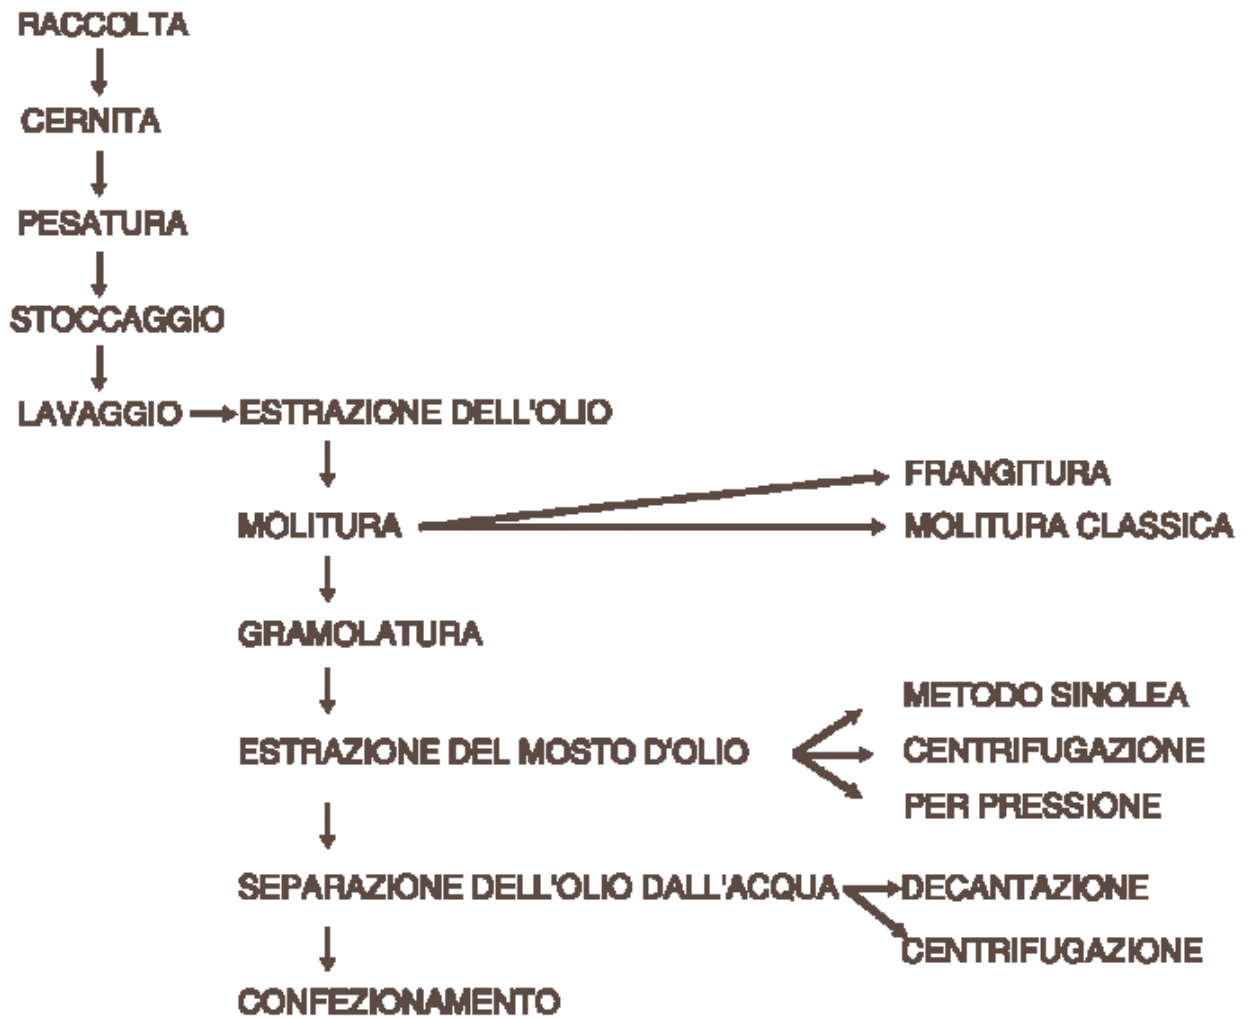 RACCOLTA
CERNITA
PESATURA
STOCCAGGIO
LAVAGGIO
ESTRAZIONE DELL'OLIO
MOLITURA
FRANGITURA
MOLITURA CLASSICA
GRAMOLATURA
ESTRAZIONE DEL MOSTO D'OLIO
METODO SINOLEA
CENTRIFUGAZIONE
PER PRESSIONE
SEPARAZIONE DELL'OLIO DALL'ACQUA
DECANTAZIONE
CENTRIFUGAZIONE
CONFEZIONAMENTO